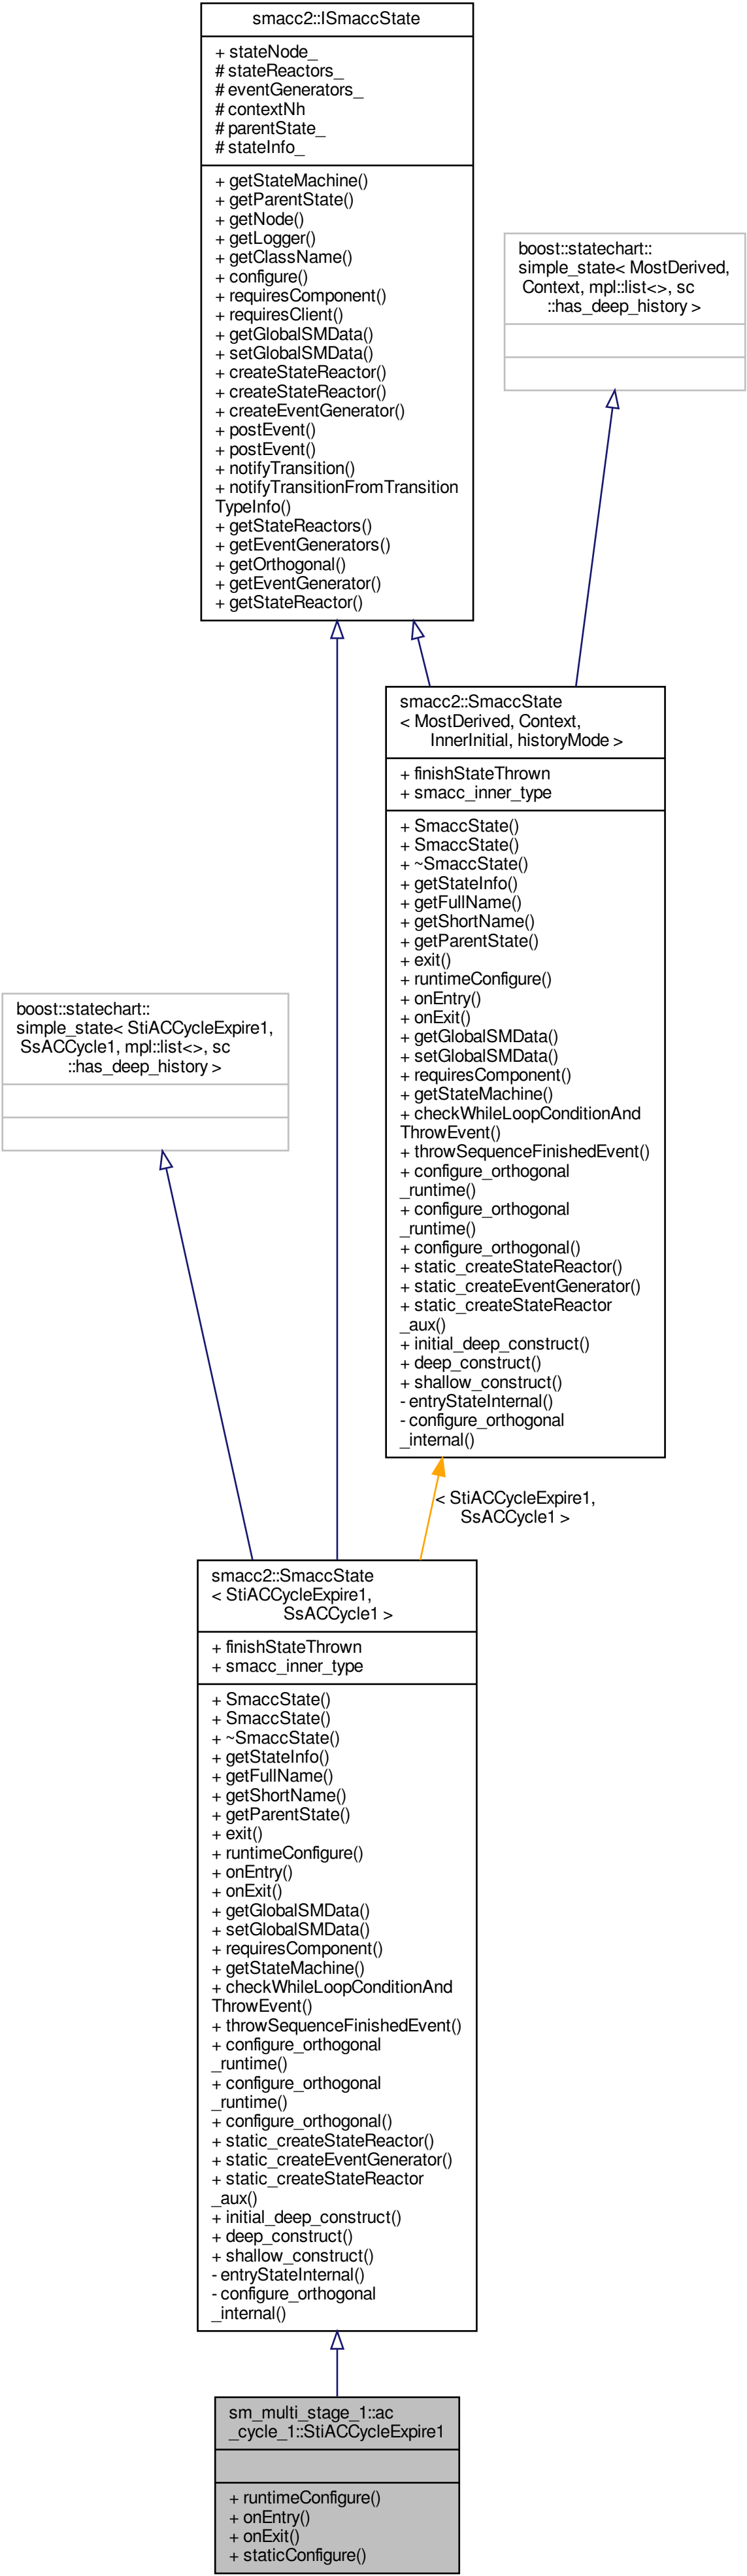 smacc2::ISmaccState
+ stateNode_
# stateReactors_
# eventGenerators_
# contextNh
# parentState_
# stateInfo_
+ getStateMachine()
+ getParentState()
+ getNode()
+ getLogger()
+ getClassName()
+ configure()
+ requiresComponent()
+ requiresClient()
+ getGlobalSMData()
+ setGlobalSMData()
+ createStateReactor()
+ createStateReactor()
+ createEventGenerator()
+ postEvent()
+ postEvent()
+ notifyTransition()
+ notifyTransitionFromTransition
TypeInfo()
+ getStateReactors()
+ getEventGenerators()
+ getOrthogonal()
+ getEventGenerator()
+ getStateReactor()
boost::statechart::
simple_state< MostDerived,
Context, mpl::list<>, sc
::has_deep_history >
smacc2::SmaccState
< MostDerived, Context,
InnerInitial, historyMode >
+ finishStateThrown
+ smacc_inner_type
+ SmaccState()
+ SmaccState()
+ ~SmaccState()
+ getStateInfo()
+ getFullName()
+ getShortName()
+ getParentState()
+ exit()
+ runtimeConfigure()
+ onEntry()
+ onExit()
+ getGlobalSMData()
+ setGlobalSMData()
+ requiresComponent()
+ getStateMachine()
+ checkWhileLoopConditionAnd
ThrowEvent()
+ throwSequenceFinishedEvent()
+ configure_orthogonal
_runtime()
+ configure_orthogonal
_runtime()
+ configure_orthogonal()
+ static_createStateReactor()
+ static_createEventGenerator()
+ static_createStateReactor
_aux()
+ initial_deep_construct()
+ deep_construct()
+ shallow_construct()
- entryStateInternal()
- configure_orthogonal
_internal()
boost::statechart::
simple_state< StiACCycleExpire1,
SsACCycle1, mpl::list<>, sc
::has_deep_history >
< StiACCycleExpire1,
SsACCycle1 >
smacc2::SmaccState
< StiACCycleExpire1,
SsACCycle1 >
+ finishStateThrown
+ smacc_inner_type
+ SmaccState()
+ SmaccState()
+ ~SmaccState()
+ getStateInfo()
+ getFullName()
+ getShortName()
+ getParentState()
+ exit()
+ runtimeConfigure()
+ onEntry()
+ onExit()
+ getGlobalSMData()
+ setGlobalSMData()
+ requiresComponent()
+ getStateMachine()
+ checkWhileLoopConditionAnd
ThrowEvent()
+ throwSequenceFinishedEvent()
+ configure_orthogonal
_runtime()
+ configure_orthogonal
_runtime()
+ configure_orthogonal()
+ static_createStateReactor()
+ static_createEventGenerator()
+ static_createStateReactor
_aux()
+ initial_deep_construct()
+ deep_construct()
+ shallow_construct()
- entryStateInternal()
- configure_orthogonal
_internal()
sm_multi_stage_1::ac
_cycle_1::StiACCycleExpire1
+ runtimeConfigure()
+ onEntry()
+ onExit()
+ staticConfigure()